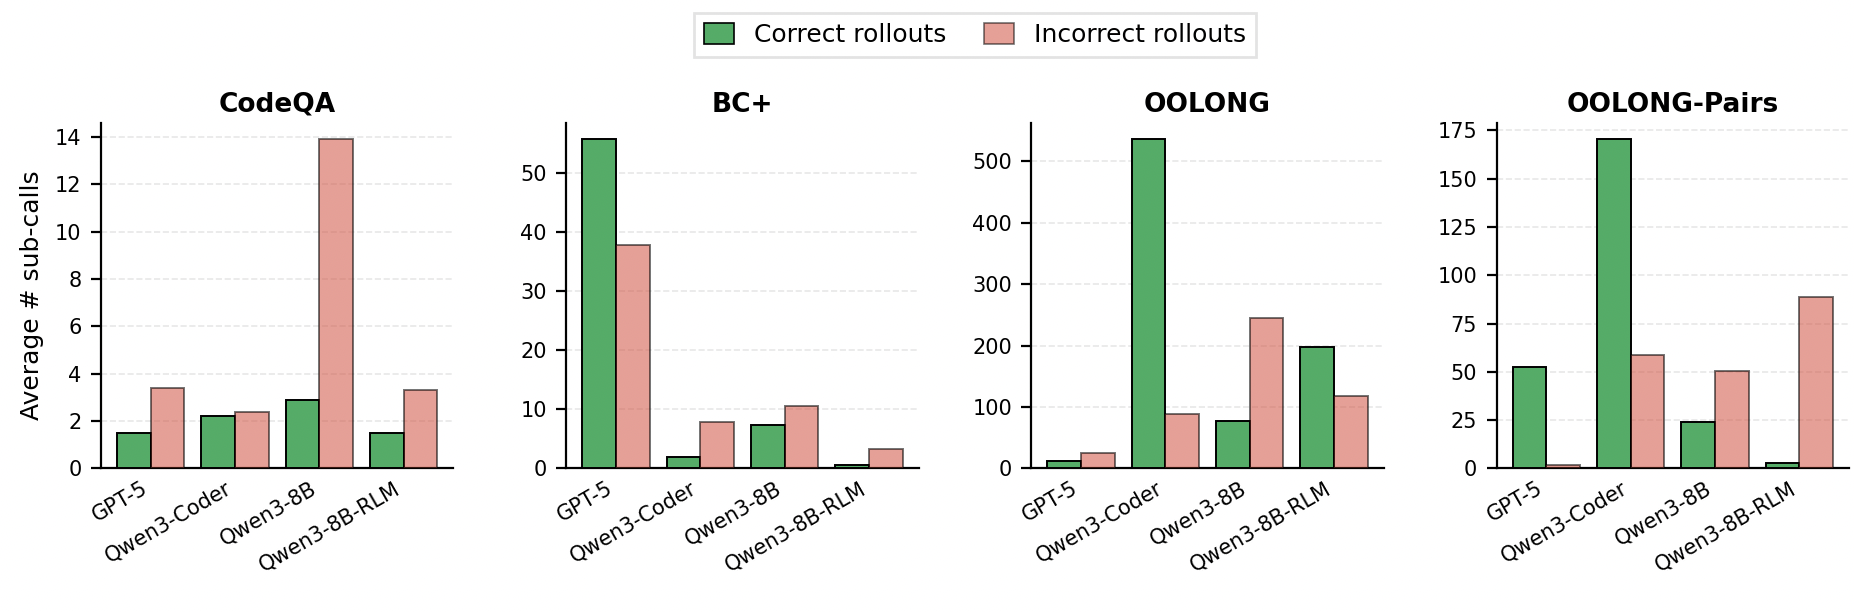 Correct rollouts
Incorrect rollouts
CodeQA
BC+
OOLONG
OOLONG-Pairs
Average # sub-calls
14
12
10
8
6
4
2
0
GPT-5
Qwen3-Coder
Qwen3-8B
Qwen3-8B-RLM
50
40
30
20
10
0
GPT-5
Qwen3-Coder
Qwen3-8B
Qwen3-8B-RLM
500
400
300
200
100
0
GPT-5
Qwen3-Coder
Qwen3-8B
Qwen3-8B-RLM
175
150
125
100
75
50
25
0
GPT-5
Qwen3-Coder
Qwen3-8B
Qwen3-8B-RLM